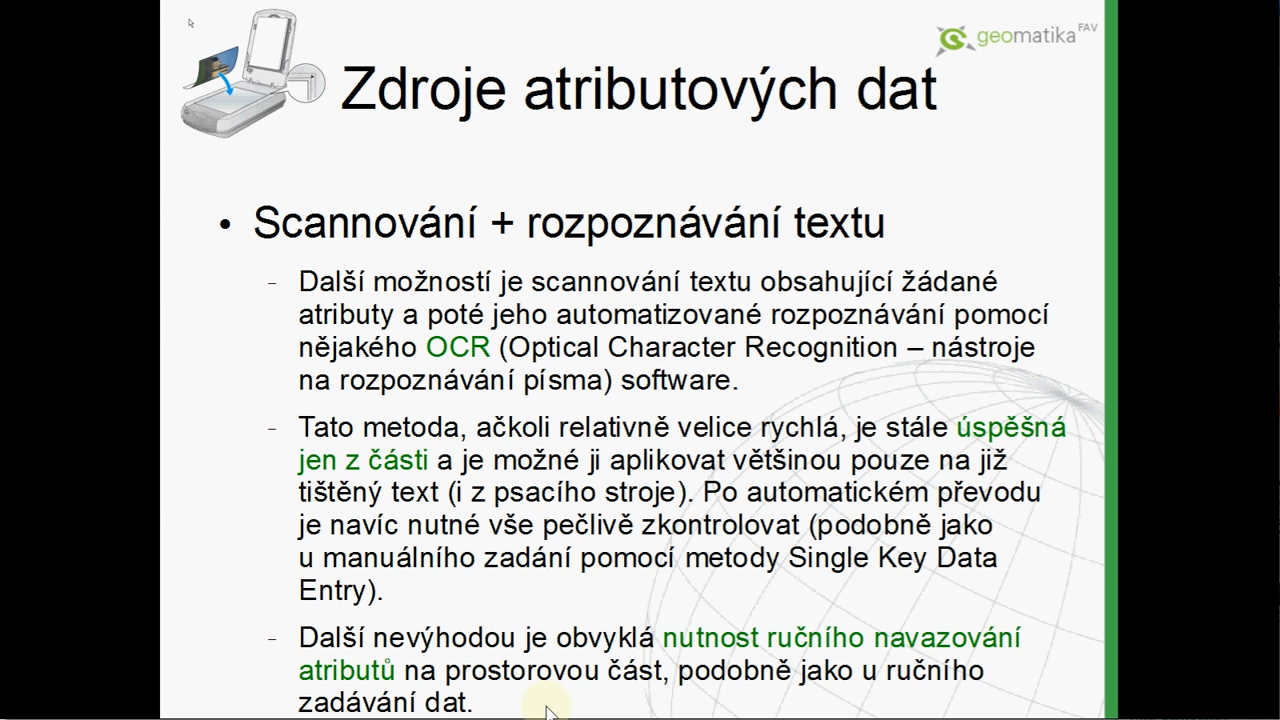 geomatika FAV
Zdroje atributových dat
• Scannování + rozpoznávání textu
– Další možností je scannování textu obsahující žádané
atributy a poté jeho automatizované rozpoznávání pomocí
nějakého OCR (Optical Character Recognition – nástroje
na rozpoznávání písma) software.
– Tato metoda, ačkoli relativně velice rychlá, je stále úspěšná
jen z části a je možné ji aplikovat většinou pouze na již
tištěný text (i z psacího stroje). Po automatickém převodu
je navíc nutné vše pečlivě zkontrolovat (podobně jako
u manuálního zadání pomocí metody Single Key Data
Entry).
– Další nevýhodou je obvyklá nutnost ručního navazování
atributů na prostorovou část, podobně jako u ručního
zadávání dat.